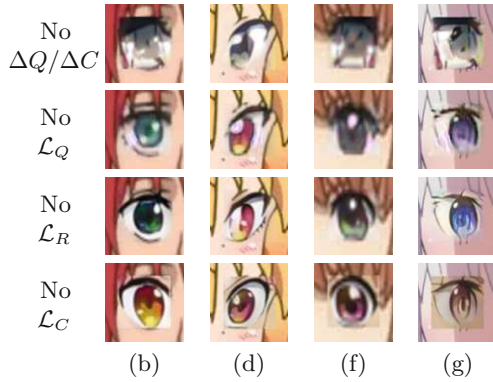 No
ΔQ/ΔC
No
ℒ_Q
No
ℒ_R
No
ℒ_C
(b) (d) (f) (g)